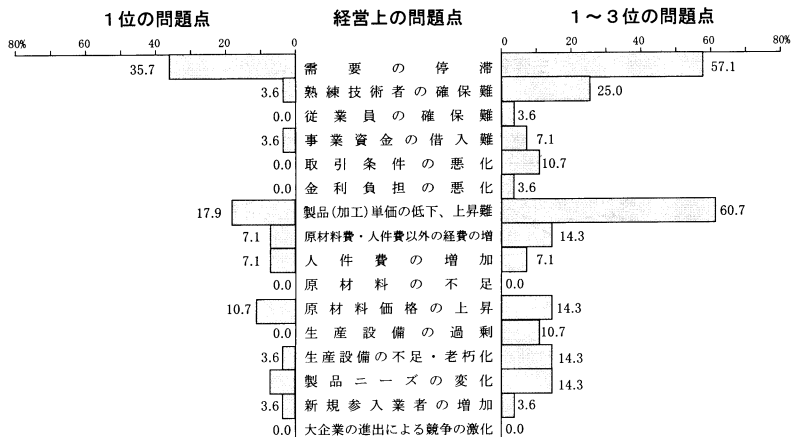 １位の問題点 経営上の問題点 １～３位の問題点
80% 60 40 20 0 0 20 40 60 80%
35.7 需要の停滞 57.1
3.6 熟練技術者の確保難 25.0
0.0 従業員の確保難 3.6
3.6 事業資金の借入難 7.1
0.0 取引条件の悪化 10.7
0.0 金利負担の悪化 3.6
17.9 製品(加工)単価の低下、上昇難 60.7
7.1 原材料費・人件費以外の経費の増 14.3
7.1 人件費の増加 7.1
0.0 原材料の不足 0.0
10.7 原材料価格の上昇 14.3
0.0 生産設備の過剰 10.7
3.6 生産設備の不足・老朽化 14.3
製品ニーズの変化 14.3
3.6 新規参入業者の増加 3.6
0.0 大企業の進出による競争の激化 0.0